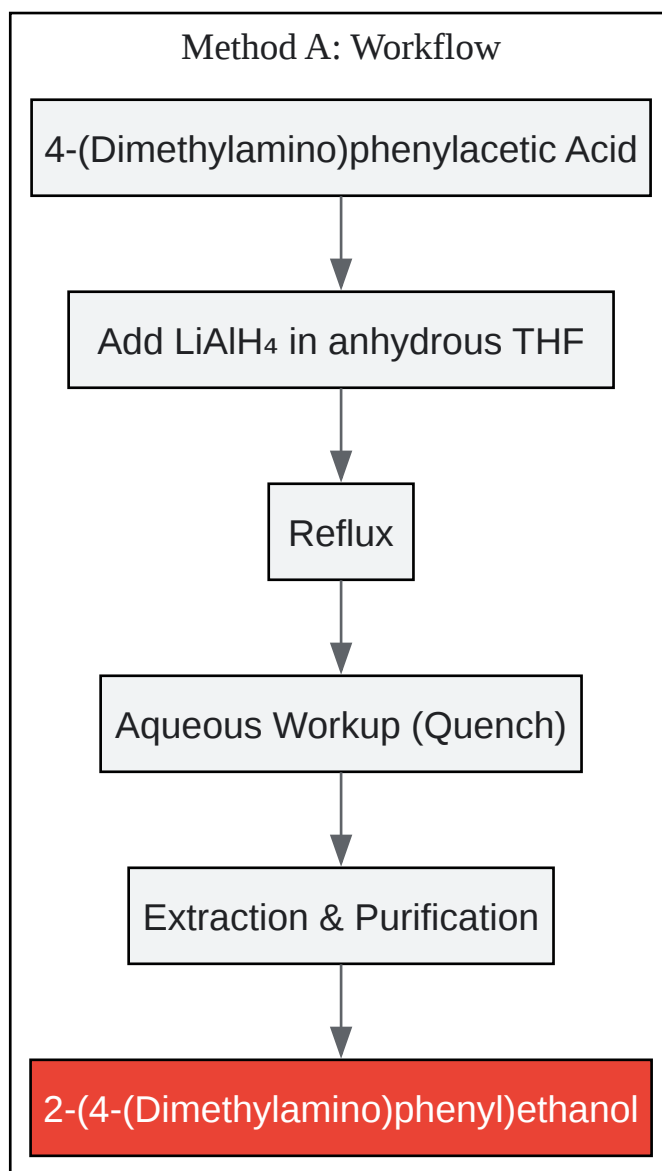 Method A: Workflow
4-(Dimethylamino)phenylacetic Acid
Add LiAlH₄ in anhydrous THF
Reflux
Aqueous Workup (Quench)
Extraction & Purification
2-(4-(Dimethylamino)phenyl)ethanol